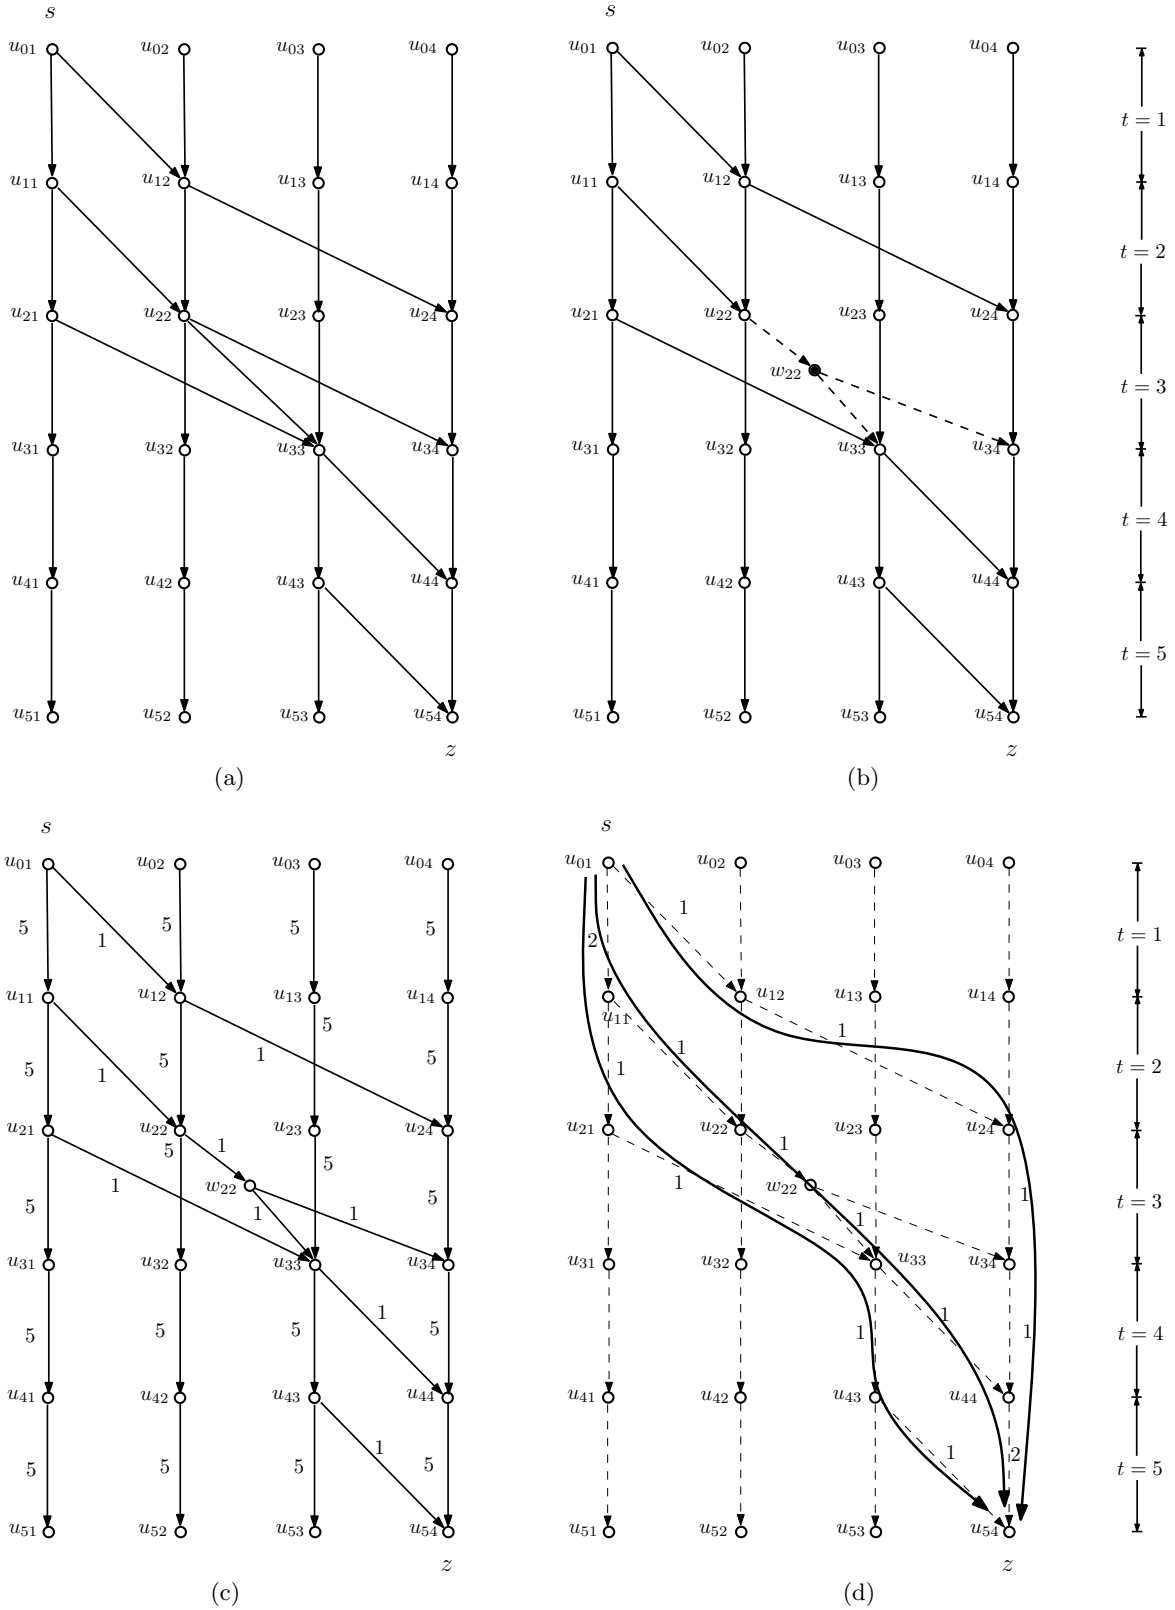 s s
u01 u02 u03 u04 u01 u02 u03 u04
t = 1
u11 u12 u13 u14 u11 u12 u13 u14
t = 2
u21 u22 u23 u24 u21 u22 u23 u24
w22 t = 3
u31 u32 u33 u34 u31 u32 u33 u34
t = 4
u41 u42 u43 u44 u41 u42 u43 u44
t = 5
u51 u52 u53 u54 u51 u52 u53 u54
z z
(a) (b)
s s
u01 u02 u03 u04 u01 u02 u03 u04
5 1 5 5 5 2 1 t = 1
u11 u12 u13 u14 u11 u12 u13 u14
5 1 5 1 5 5 1 1 1 t = 2
u21 u22 u23 u24 u21 u22 u23 u24
5 1 5 1 w22 1 1 5 5 1 1 w22 1 1 t = 3
u31 u32 u33 u34 u31 u32 u33 u34
5 5 5 1 5 1 1 1 t = 4
u41 u42 u43 u44 u41 u42 u43 u44
5 5 5 1 5 1 2 t = 5
u51 u52 u53 u54 u51 u52 u53 u54
z z
(c) (d)